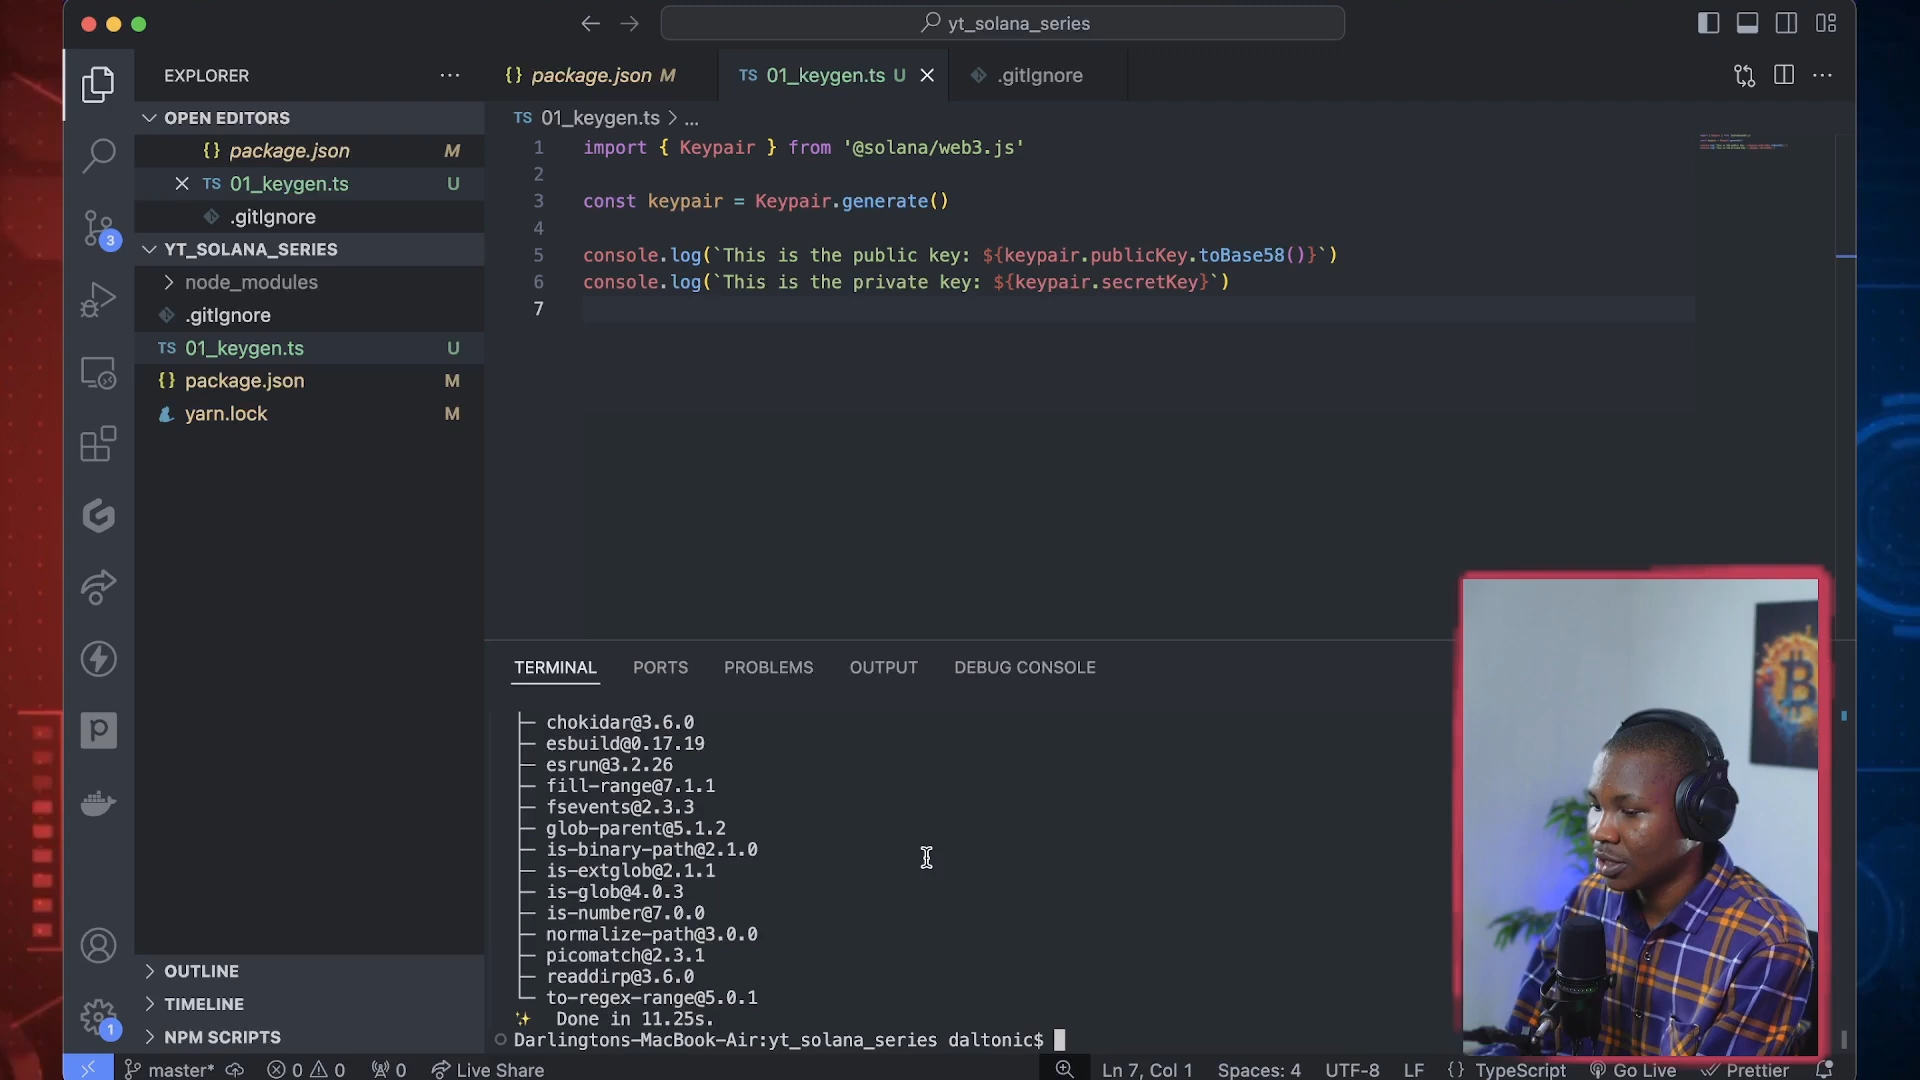 yt_solana_series
EXPLORER
OPEN EDITORS
{} package.json M
TS 01_keygen.ts U
.gitIgnore
YT_SOLANA_SERIES
node_modules
.gitIgnore
TS 01_keygen.ts U
{} package.json M
yarn.lock M
OUTLINE
TIMELINE
NPM SCRIPTS
3
1
{} package.json M
TS 01_keygen.ts U
.gitIgnore
TS 01_keygen.ts > ...
1 import { Keypair } from '@solana/web3.js'
2
3 const keypair = Keypair.generate()
4
5 console.log(`This is the public key: ${keypair.publicKey.toBase58()}`)
6 console.log(`This is the private key: ${keypair.secretKey}`)
7
TERMINAL PORTS PROBLEMS OUTPUT DEBUG CONSOLE
├─ chokidar@3.6.0
├─ esbuild@0.17.19
├─ esrun@3.2.26
├─ fill-range@7.1.1
├─ fsevents@2.3.3
├─ glob-parent@5.1.2
├─ is-binary-path@2.1.0
├─ is-extglob@2.1.1
├─ is-glob@4.0.3
├─ is-number@7.0.0
├─ normalize-path@3.0.0
├─ picomatch@2.3.1
├─ readdirp@3.6.0
└─ to-regex-range@5.0.1
✨ Done in 11.25s.
Darlingtons-MacBook-Air:yt_solana_series daltonic$
master* 0 0 0 Live Share Ln 7, Col 1 Spaces: 4 UTF-8 LF {} TypeScript Go Live Prettier